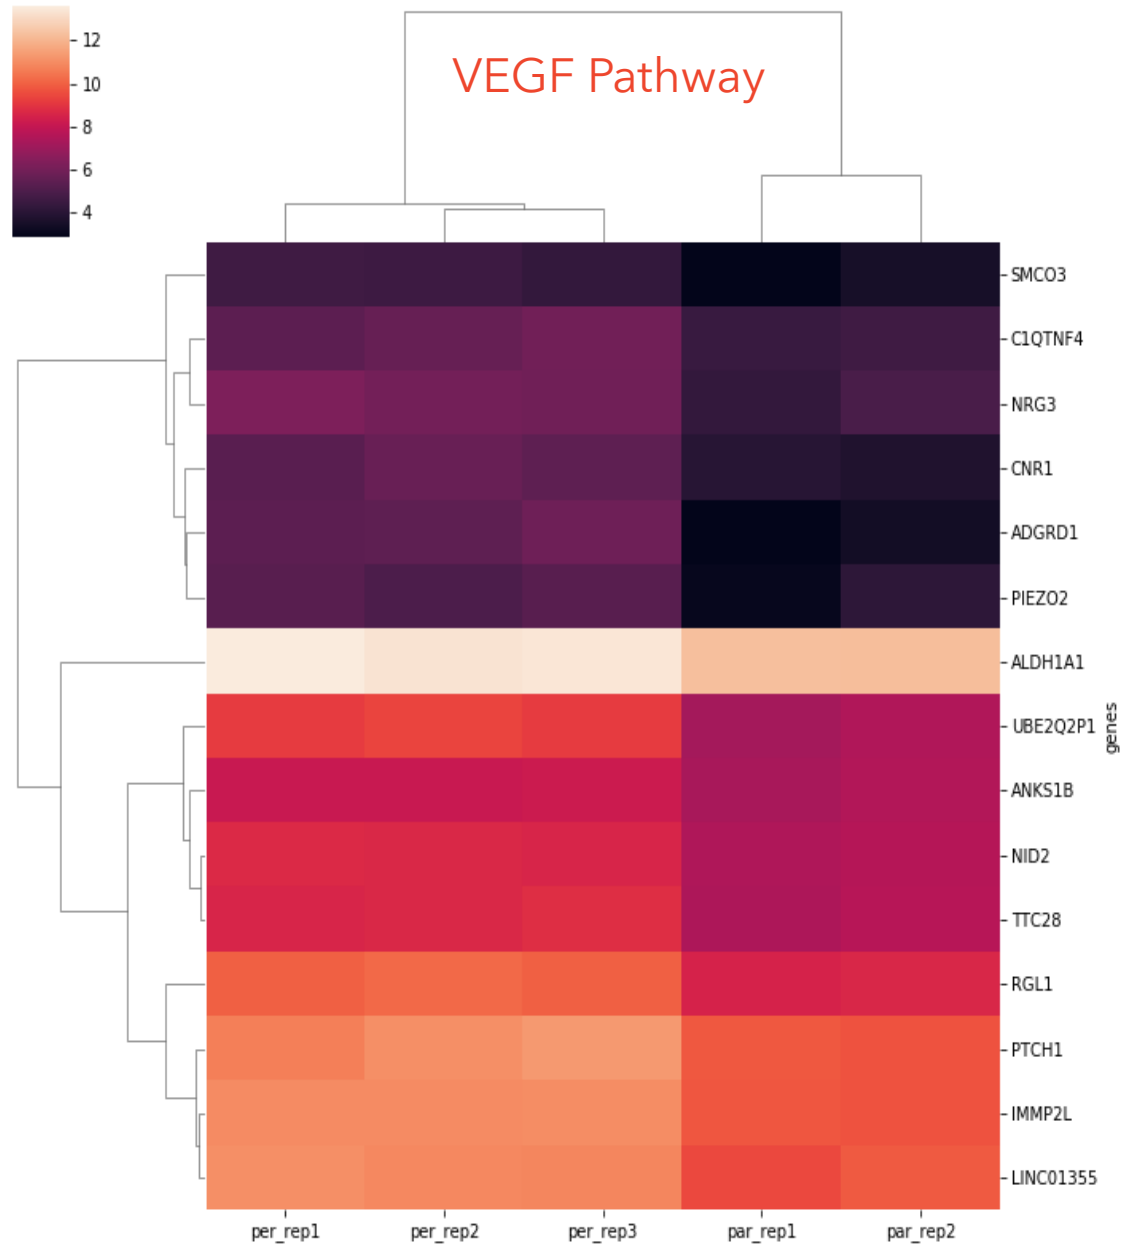 VEGF Pathway
12
10
8
6
4
SMCO3
C1QTNF4
NRG3
CNR1
ADGRD1
PIEZO2
ALDH1A1
UBE2Q2P1
ANKS1B
NID2
TTC28
RGL1
PTCH1
IMMP2L
LINC01355
genes
per_rep1 per_rep2 per_rep3 par_rep1 par_rep2